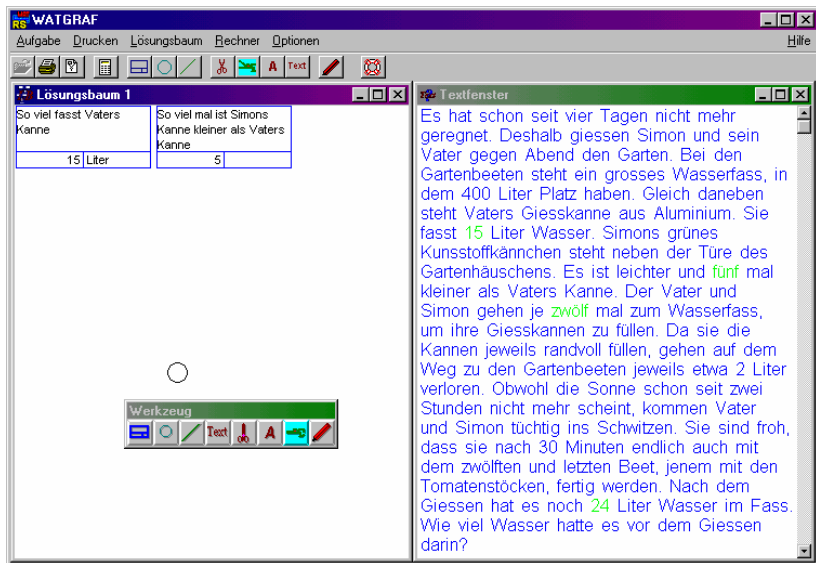 WATGRAF
Aufgabe Drucken Lösungsbaum Rechner Optionen Hilfe
A Text
Lösungsbaum 1
So viel fasst Vaters
Kanne
15 Liter
So viel mal ist Simons
Kanne kleiner als Vaters
Kanne
5
Werkzeug
Text A
Textfenster
Es hat schon seit vier Tagen nicht mehr
geregnet. Deshalb giessen Simon und sein
Vater gegen Abend den Garten. Bei den
Gartenbeeten steht ein grosses Wasserfass, in
dem 400 Liter Platz haben. Gleich daneben
steht Vaters Giesskanne aus Aluminium. Sie
fasst 15 Liter Wasser. Simons grünes
Kunsstoffkännchen steht neben der Türe des
Gartenhäuschens. Es ist leichter und fünf mal
kleiner als Vaters Kanne. Der Vater und
Simon gehen je zwölf mal zum Wasserfass,
um ihre Giesskannen zu füllen. Da sie die
Kannen jeweils randvoll füllen, gehen auf dem
Weg zu den Gartenbeeten jeweils etwa 2 Liter
verloren. Obwohl die Sonne schon seit zwei
Stunden nicht mehr scheint, kommen Vater
und Simon tüchtig ins Schwitzen. Sie sind froh,
dass sie nach 30 Minuten endlich auch mit
dem zwölften und letzten Beet, jenem mit den
Tomatenstöcken, fertig werden. Nach dem
Giessen hat es noch 24 Liter Wasser im Fass.
Wie viel Wasser hatte es vor dem Giessen
darin?